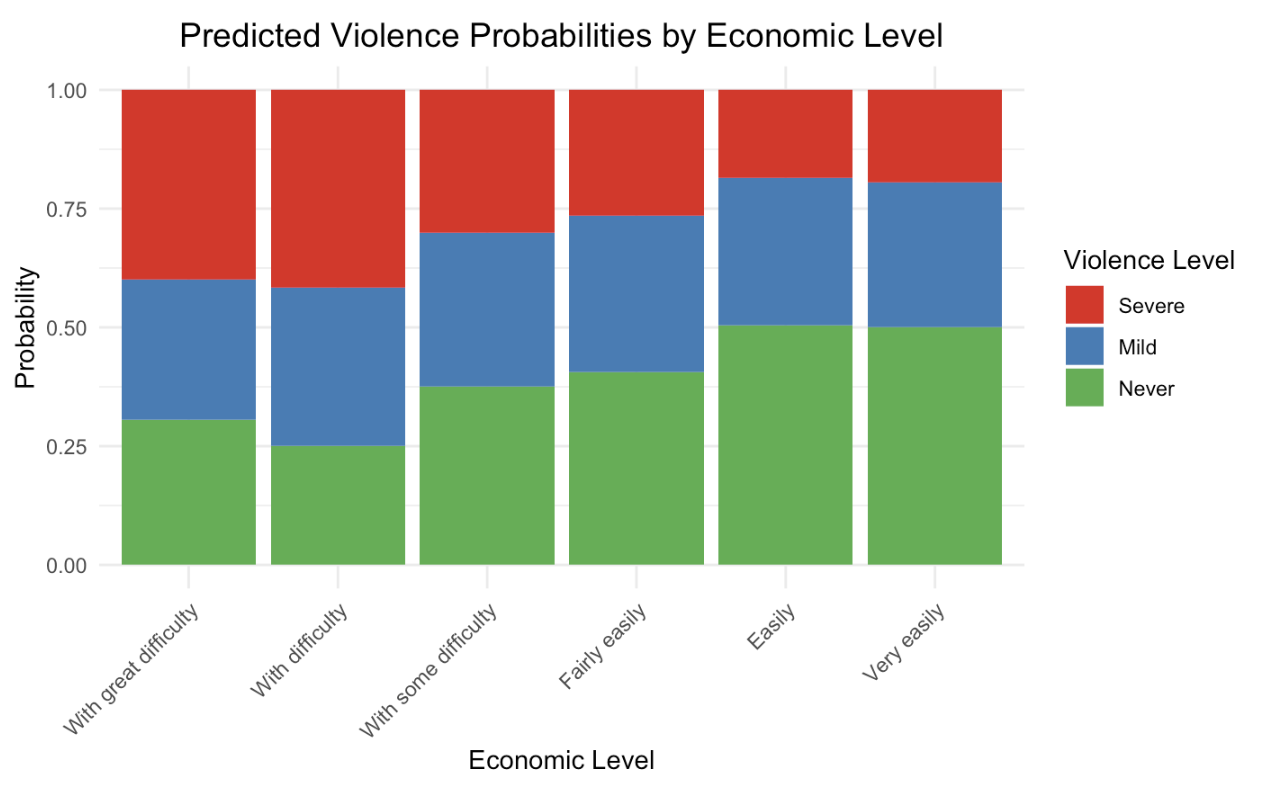 Predicted Violence Probabilities by Economic Level
1.00
0.75
0.50
0.25
0.00
Probability
With great difficulty
With difficulty
With some difficulty
Fairly easily
Easily
Very easily
Economic Level
Violence Level
Severe
Mild
Never